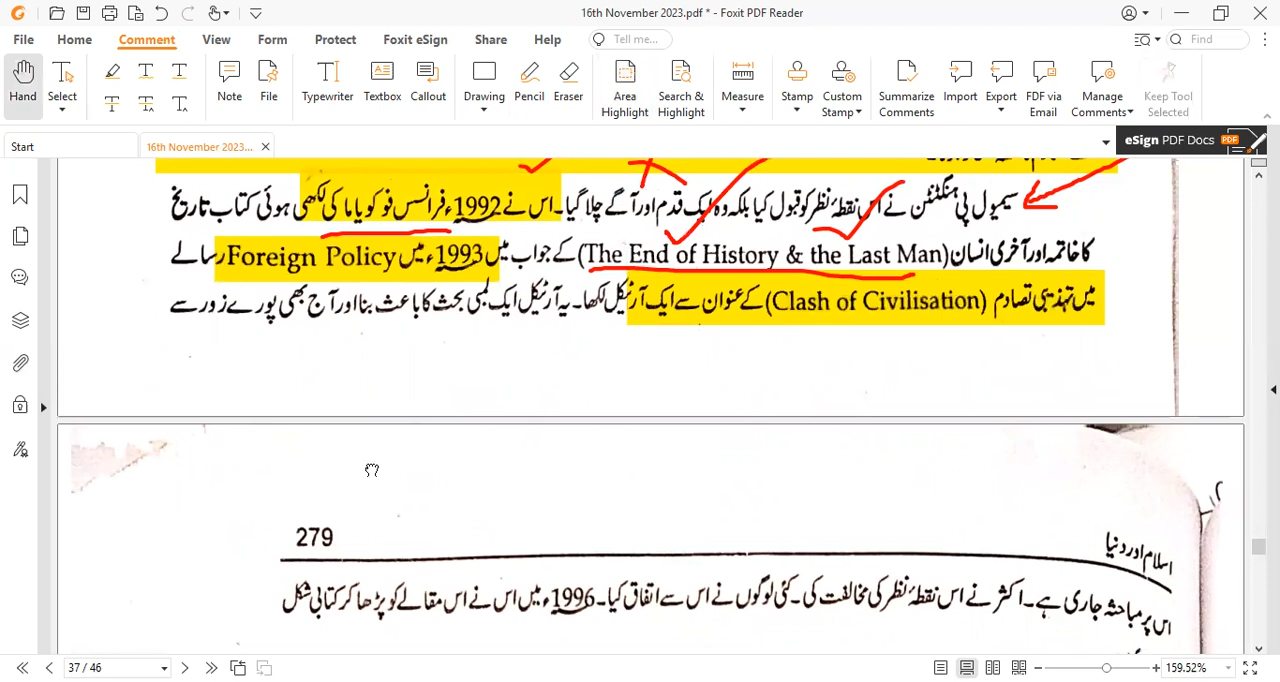 16th November 2023.pdf * - Foxit PDF Reader
File Home Comment View Form Protect Foxit eSign Share Help Tell me... Find
Hand Select Note File Typewriter Textbox Callout Drawing Pencil Eraser Area Highlight Search & Highlight Measure Stamp Custom Stamp Summarize Comments Import Export FDF via Email Manage Comments Keep Tool Selected
Start 16th November 2023... eSign PDF Docs PDF
سیموئل پی ہنگٹن نے اس نقطۂ نظر کو قبول کیا بلکہ وہ ایک قدم اور آگے چلا گیا۔ اس نے 1992ء فرانسس فوکویاما کی لکھی ہوئی کتاب تاریخ
کا خاتمہ اور آخری انسان (The End of History & the Last Man) کے جواب میں 1993ء میں Foreign Policy رسالے
میں تہذیبی تصادم (Clash of Civilisation) کے عنوان سے ایک آرٹیکل لکھا۔ یہ آرٹیکل ایک لمبی بحث کا باعث بنا اور آج بھی پورے زور سے
اسلام اور دنیا 279
اس پر مباحثہ جاری ہے۔ اکثر نے اس نقطۂ نظر کی مخالفت کی۔ کئی لوگوں نے اس سے اتفاق کیا۔ 1996ء میں اس نے اس مقالے کو بڑھا کر کتابی شکل
37 / 46 159.52%